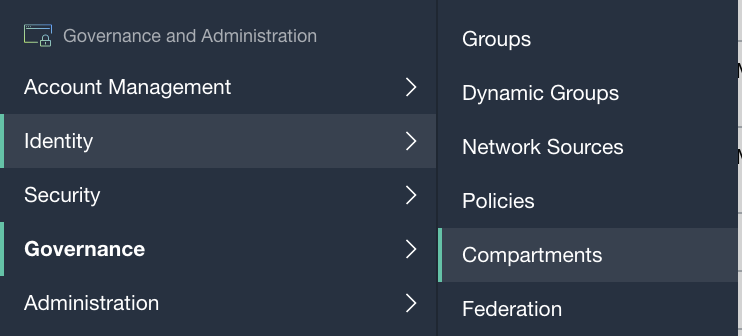 Governance and Administration
Account Management
Identity
Security
Governance
Administration
Groups
Dynamic Groups
Network Sources
Policies
Compartments
Federation